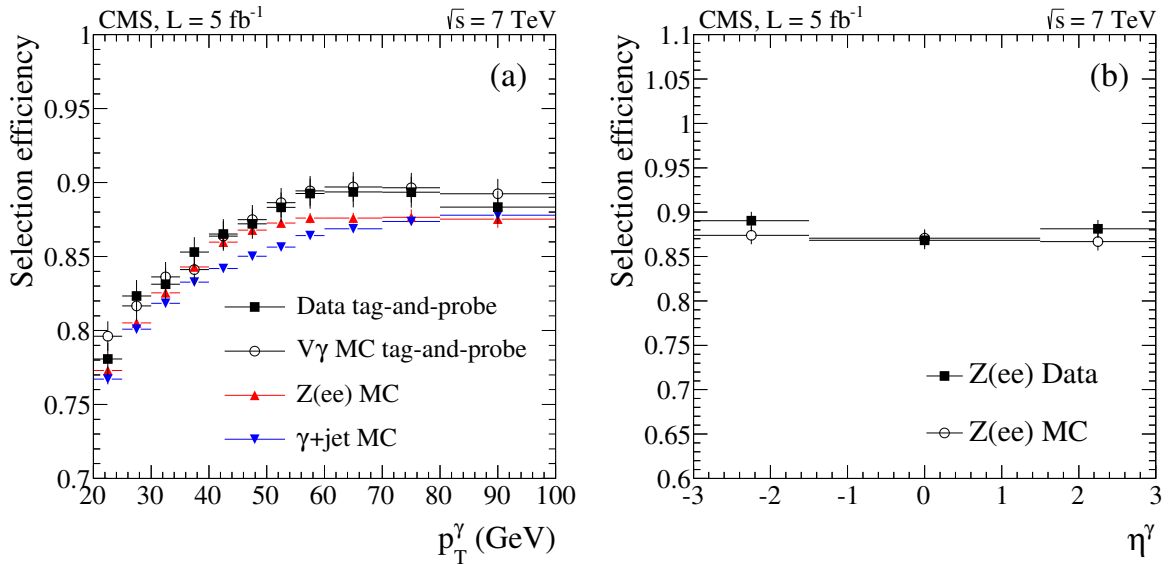 CMS, L = 5 fb⁻¹ √s = 7 TeV
(a)
Selection efficiency
1
0.95
0.9
0.85
0.8
0.75
0.7
Data tag-and-probe
Vγ MC tag-and-probe
Z(ee) MC
γ+jet MC
20 30 40 50 60 70 80 90 100
p_T^γ (GeV)
CMS, L = 5 fb⁻¹ √s = 7 TeV
(b)
Selection efficiency
1.1
1.05
1
0.95
0.9
0.85
0.8
0.75
0.7
0.65
0.6
Z(ee) Data
Z(ee) MC
-3 -2 -1 0 1 2 3
η^γ